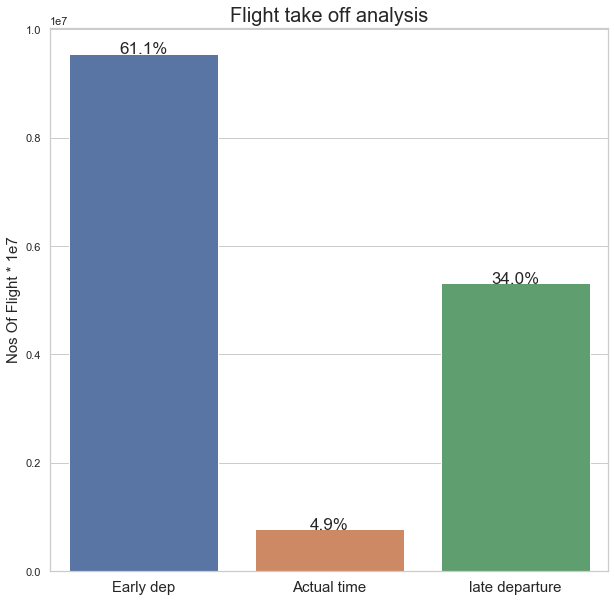 Flight take off analysis
1e7
1.0
0.8
0.6
0.4
0.2
0.0
Nos Of Flight * 1e7
61.1%
4.9%
34.0%
Early dep
Actual time
late departure